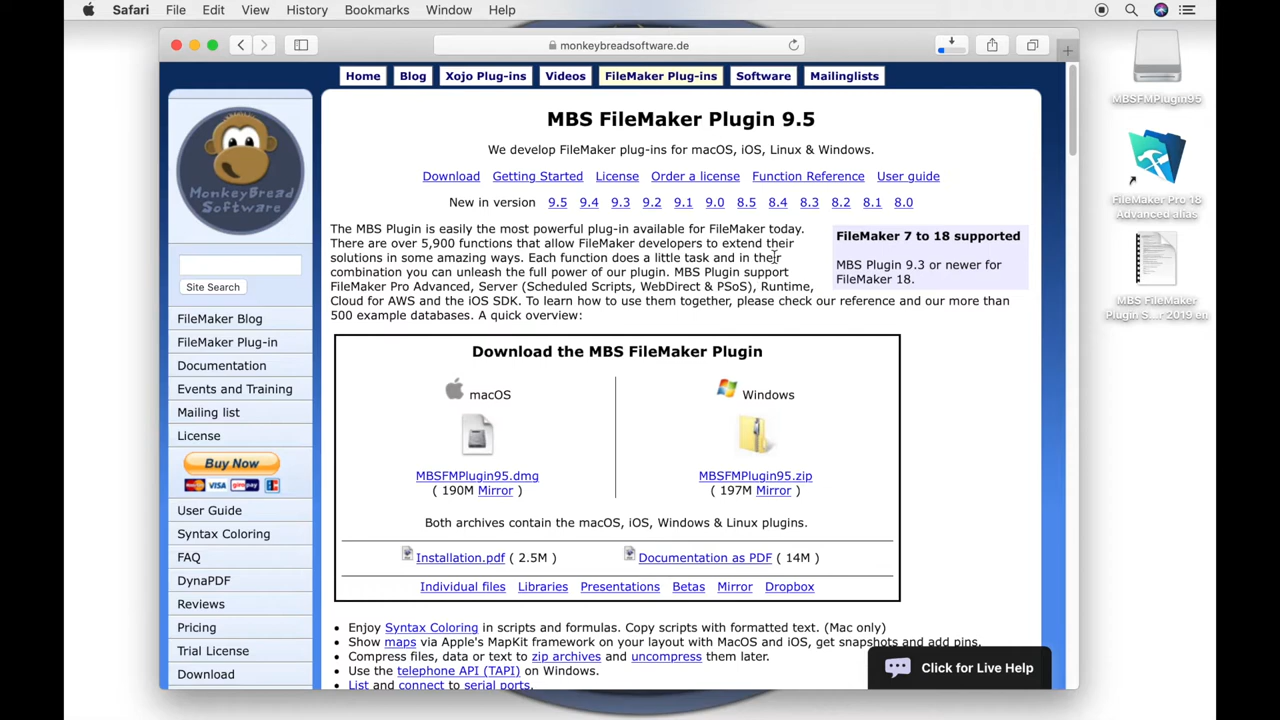 Safari File Edit View History Bookmarks Window Help
monkeybreadsoftware.de
Home Blog Xojo Plug-ins Videos FileMaker Plug-ins Software Mailinglists
MonkeyBread Software
Site Search
FileMaker Blog
FileMaker Plug-in
Documentation
Events and Training
Mailing list
License
Buy Now
VISA
giropay
User Guide
Syntax Coloring
FAQ
DynaPDF
Reviews
Pricing
Trial License
Download
MBS FileMaker Plugin 9.5
We develop FileMaker plug-ins for macOS, iOS, Linux & Windows.
Download Getting Started License Order a license Function Reference User guide
New in version 9.5 9.4 9.3 9.2 9.1 9.0 8.5 8.4 8.3 8.2 8.1 8.0
The MBS Plugin is easily the most powerful plug-in available for FileMaker today.
There are over 5,900 functions that allow FileMaker developers to extend their
solutions in some amazing ways. Each function does a little task and in their
combination you can unleash the full power of our plugin. MBS Plugin support
FileMaker Pro Advanced, Server (Scheduled Scripts, WebDirect & PSoS), Runtime,
Cloud for AWS and the iOS SDK. To learn how to use them together, please check our reference and our more than
500 example databases. A quick overview:
FileMaker 7 to 18 supported
MBS Plugin 9.3 or newer for
FileMaker 18.
Download the MBS FileMaker Plugin
macOS
MBSFMPlugin95.dmg
( 190M Mirror )
Windows
MBSFMPlugin95.zip
( 197M Mirror )
Both archives contain the macOS, iOS, Windows & Linux plugins.
Installation.pdf ( 2.5M ) Documentation as PDF ( 14M )
Individual files Libraries Presentations Betas Mirror Dropbox
• Enjoy Syntax Coloring in scripts and formulas. Copy scripts with formatted text. (Mac only)
• Show maps via Apple's MapKit framework on your layout with MacOS and iOS, get snapshots and add pins.
• Compress files, data or text to zip archives and uncompress them later.
• Use the telephone API (TAPI) on Windows.
• List and connect to serial ports.
Click for Live Help
MBSFMPlugin95
FileMaker Pro 18
Advanced alias
MBS FileMaker
Plugin S...r 2019 en